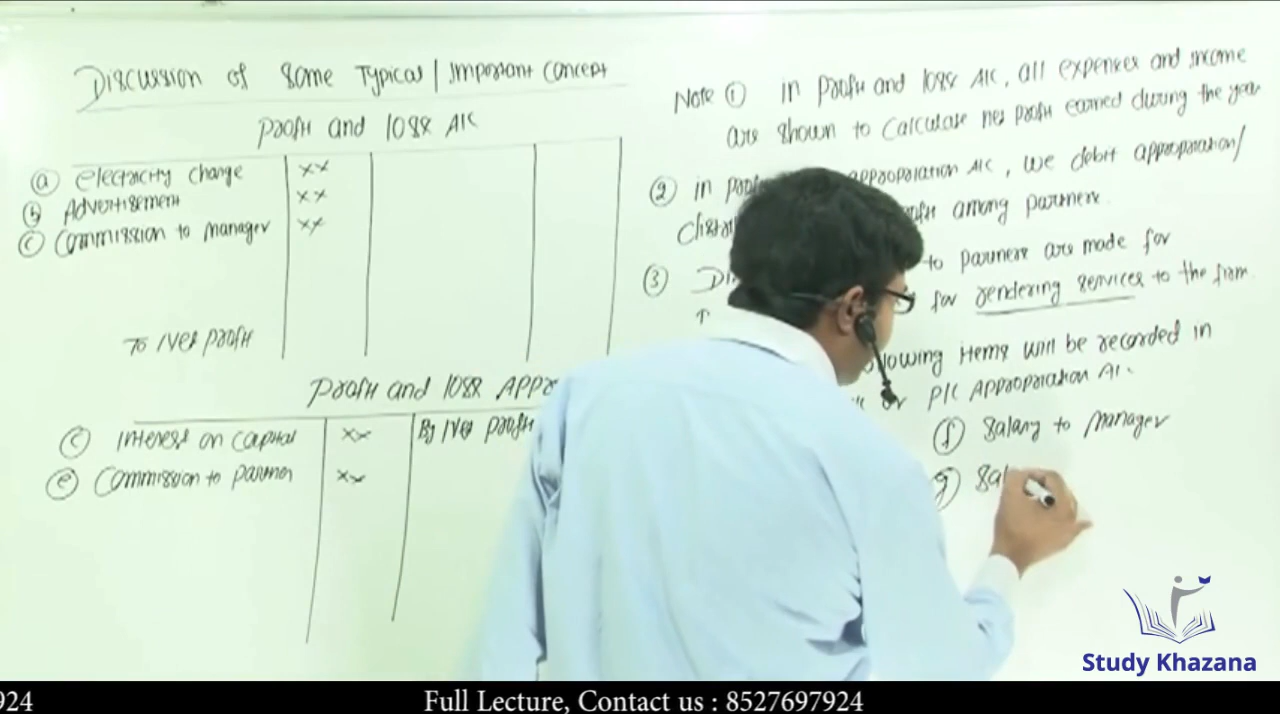 Discussion of some Typical / Important Concept
Profit and loss A/C
(a) Electricity change xx
(b) Advertisement xx
(c) Commission to manager xx
To Net Profit
Profit and loss Appr
(c) Interest on capital xx By Net Profit
(e) Commission to partner xx
Note (1) in Profit and loss A/C, all expenses and income
are shown to calculate net profit earned during the year
(2) in appropriation A/C, we debit appropriation/
among partners.
(3) to partners are made for
for rendering services to the firm.
items will be recorded in
or P/L Appropriation A/C.
(f) Salary to manager
(g) Sal
Study Khazana
924 Full Lecture, Contact us : 8527697924